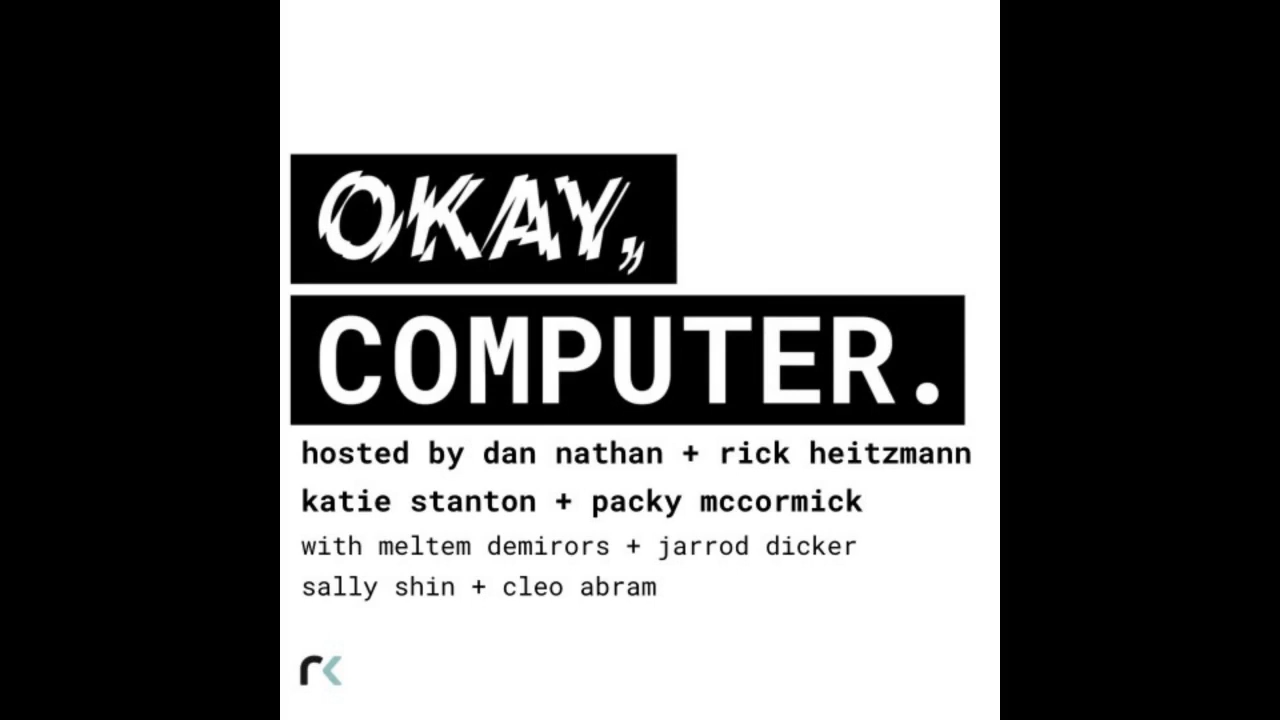 OKAY,
COMPUTER.
hosted by dan nathan + rick heitzmann
katie stanton + packy mccormick
with meltem demirors + jarrod dicker
sally shin + cleo abram
rk